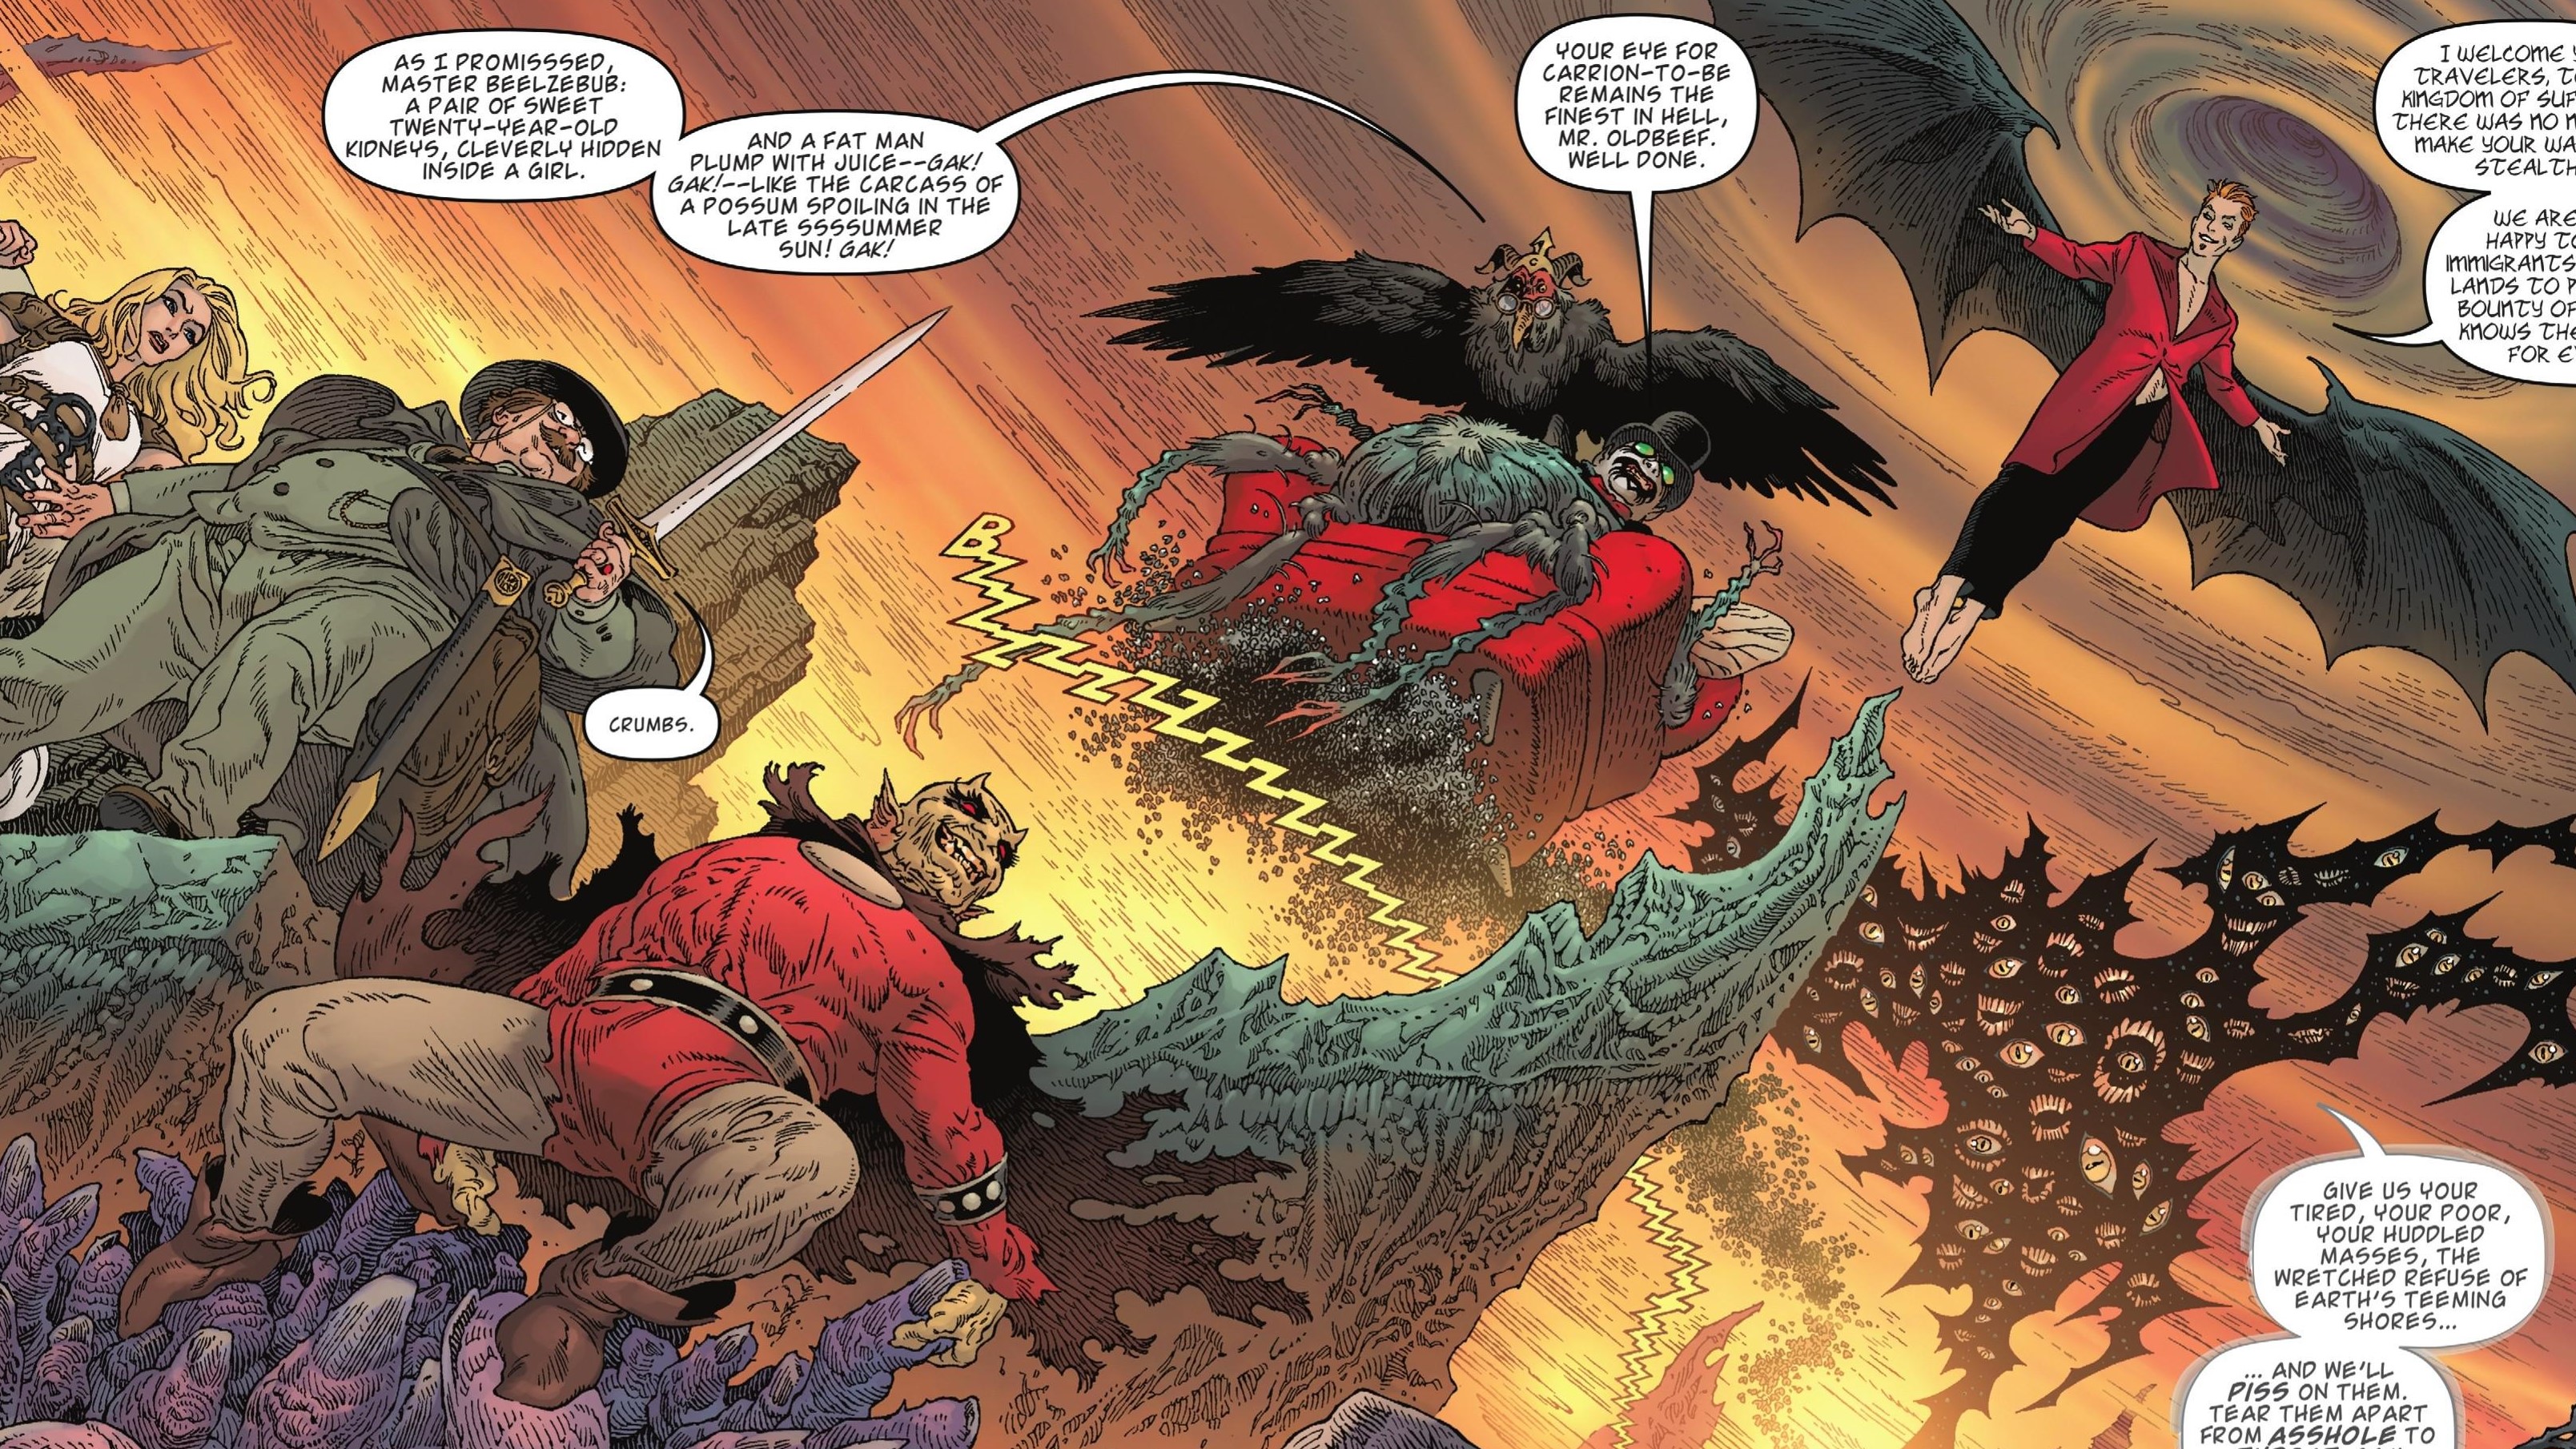 AS I PROMISSSED,
MASTER BEELZEBUB:
A PAIR OF SWEET
TWENTY-YEAR-OLD
KIDNEYS, CLEVERLY HIDDEN
INSIDE A GIRL.
AND A FAT MAN
PLUMP WITH JUICE--GAK!
GAK!--LIKE THE CARCASS OF
A POSSUM SPOILING IN THE
LATE SSSSUMMER
SUN! GAK!
YOUR EYE FOR
CARRION-TO-BE
REMAINS THE
FINEST IN HELL,
MR. OLDBEEF.
WELL DONE.
I WELCOME
TRAVELERS,
KINGDOM OF
THERE WAS NO
MAKE YOUR
WE ARE
HAPPY
IMMIGRANTS
LANDS TO
BOUNTY OF
KNOWS
FOR
CRUMBS.
GIVE US YOUR
TIRED, YOUR POOR,
YOUR HUDDLED
MASSES, THE
WRETCHED REFUSE OF
EARTH'S TEEMING
SHORES...
... AND WE'LL
PISS ON THEM.
TEAR THEM APART
FROM ASSHOLE TO